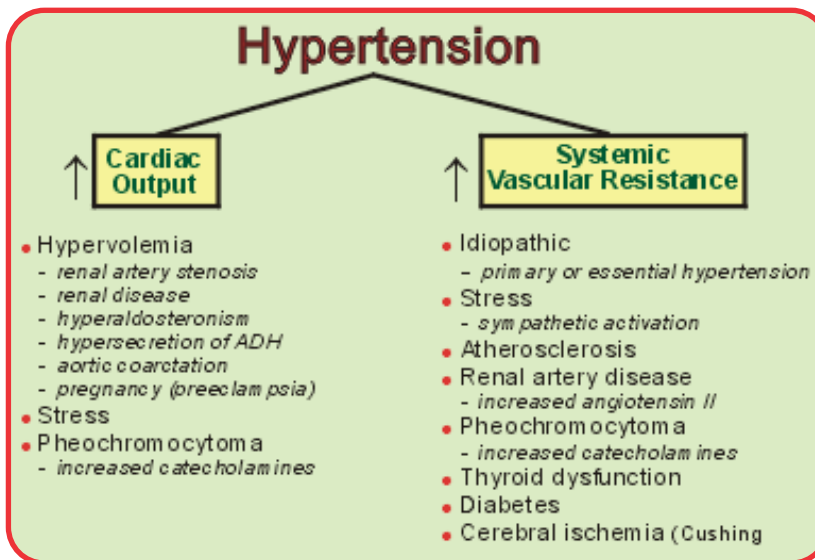 Hypertension
↑ Cardiac
Output
• Hypervolemia
- renal artery stenosis
- renal disease
- hyperaldosteronism
- hypersecretion of ADH
- aortic coarctation
- pregnancy (preeclampsia)
• Stress
• Pheochromocytoma
- increased catecholamines
↑ Systemic
Vascular Resistance
• Idiopathic
- primary or essential hypertension
• Stress
- sympathetic activation
• Atherosclerosis
• Renal artery disease
- increased angiotensin II
• Pheochromocytoma
- increased catecholamines
• Thyroid dysfunction
• Diabetes
• Cerebral ischemia (Cushing